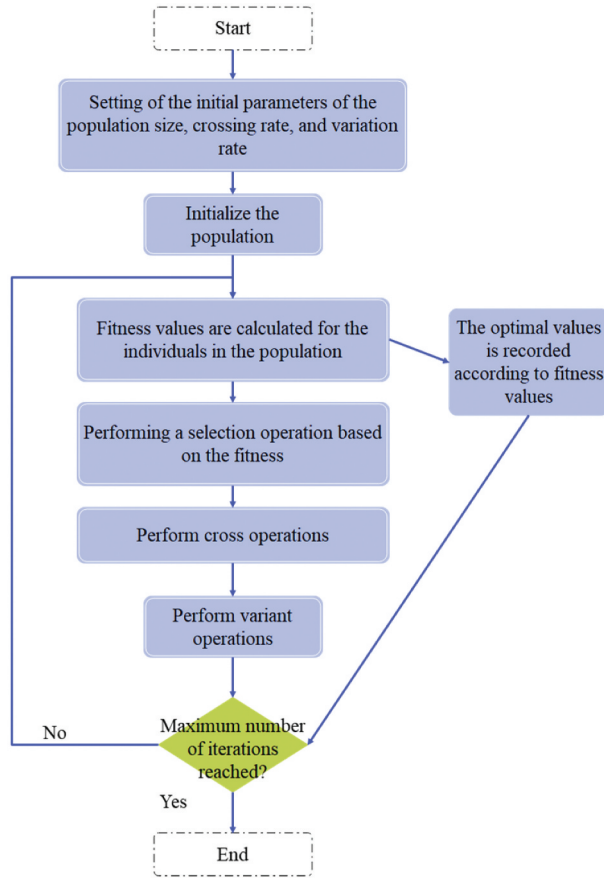 Start
Setting of the initial parameters of the
population size, crossing rate, and variation
rate
Initialize the
population
Fitness values are calculated for the
individuals in the population
The optimal values
is recorded
according to fitness
values
Performing a selection operation based
on the fitness
Perform cross operations
Perform variant
operations
Maximum number
of iterations
reached?
No
Yes
End